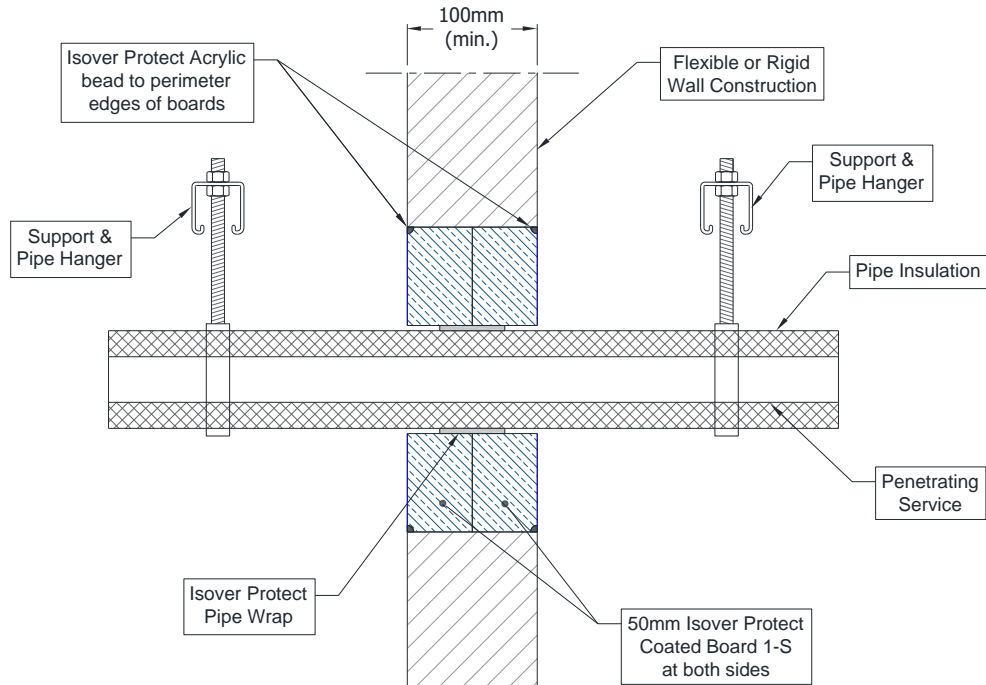 100mm
(min.)
Isover Protect Acrylic
bead to perimeter
edges of boards
Flexible or Rigid
Wall Construction
Support &
Pipe Hanger
Support &
Pipe Hanger
Pipe Insulation
Penetrating
Service
Isover Protect
Pipe Wrap
50mm Isover Protect
Coated Board 1-S
at both sides